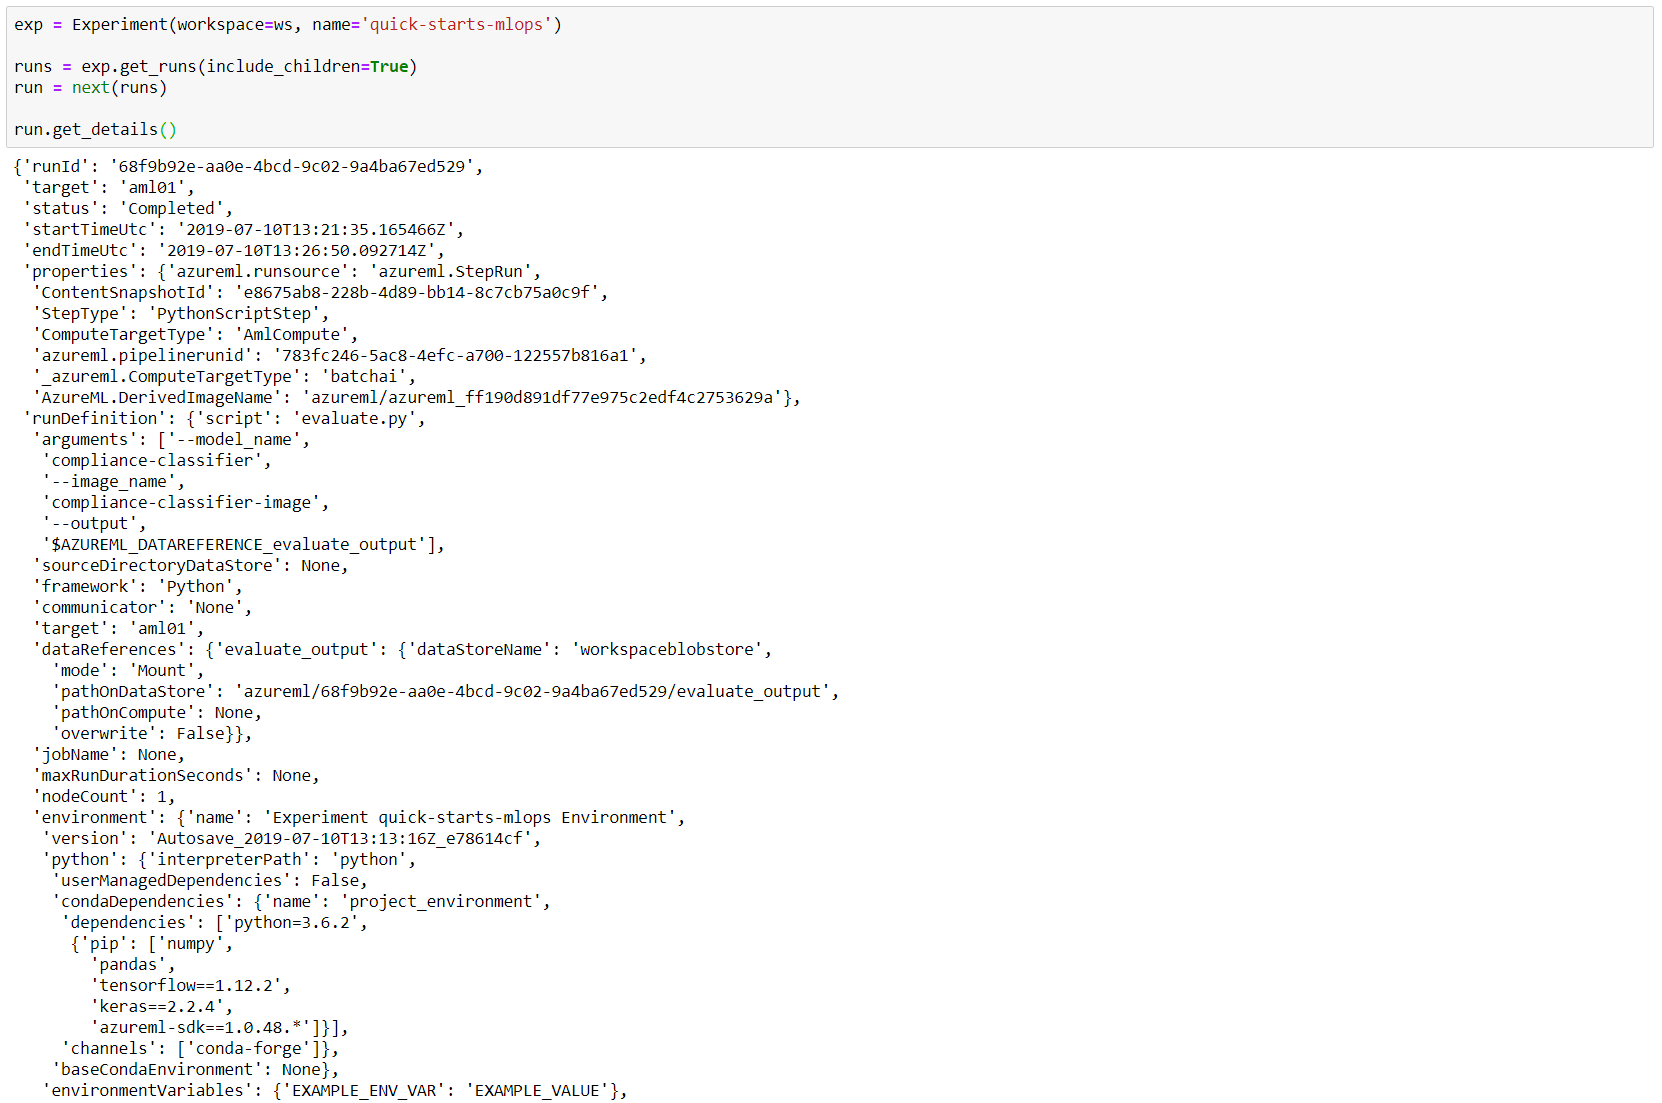 exp = Experiment(workspace=ws, name='quick-starts-mlops')
runs = exp.get_runs(include_children=True)
run = next(runs)
run.get_details()
{'runId': '68f9b92e-aa0e-4bcd-9c02-9a4ba67ed529',
'target': 'aml01',
'status': 'Completed',
'startTimeUtc': '2019-07-10T13:21:35.165466Z',
'endTimeUtc': '2019-07-10T13:26:50.092714Z',
'properties': {'azureml.runsource': 'azureml.StepRun',
'ContentSnapshotId': 'e8675ab8-228b-4d89-bb14-8c7cb75a0c9f',
'StepType': 'PythonScriptStep',
'ComputeTargetType': 'AmlCompute',
'azureml.pipelinerunid': '783fc246-5ac8-4efc-a700-122557b816a1',
'_azureml.ComputeTargetType': 'batchai',
'AzureML.DerivedImageName': 'azureml/azureml_ff190d891df77e975c2edf4c2753629a'},
'runDefinition': {'script': 'evaluate.py',
'arguments': ['--model_name',
'compliance-classifier',
'--image_name',
'compliance-classifier-image',
'--output',
'$AZUREML_DATAREFERENCE_evaluate_output'],
'sourceDirectoryDataStore': None,
'framework': 'Python',
'communicator': 'None',
'target': 'aml01',
'dataReferences': {'evaluate_output': {'dataStoreName': 'workspaceblobstore',
'mode': 'Mount',
'pathOnDataStore': 'azureml/68f9b92e-aa0e-4bcd-9c02-9a4ba67ed529/evaluate_output',
'pathOnCompute': None,
'overwrite': False}},
'jobName': None,
'maxRunDurationSeconds': None,
'nodeCount': 1,
'environment': {'name': 'Experiment quick-starts-mlops Environment',
'version': 'Autosave_2019-07-10T13:13:16Z_e78614cf',
'python': {'interpreterPath': 'python',
'userManagedDependencies': False,
'condaDependencies': {'name': 'project_environment',
'dependencies': ['python=3.6.2',
{'pip': ['numpy',
'pandas',
'tensorflow==1.12.2',
'keras==2.2.4',
'azureml-sdk==1.0.48.*']}],
'channels': ['conda-forge']},
'baseCondaEnvironment': None},
'environmentVariables': {'EXAMPLE_ENV_VAR': 'EXAMPLE_VALUE'},